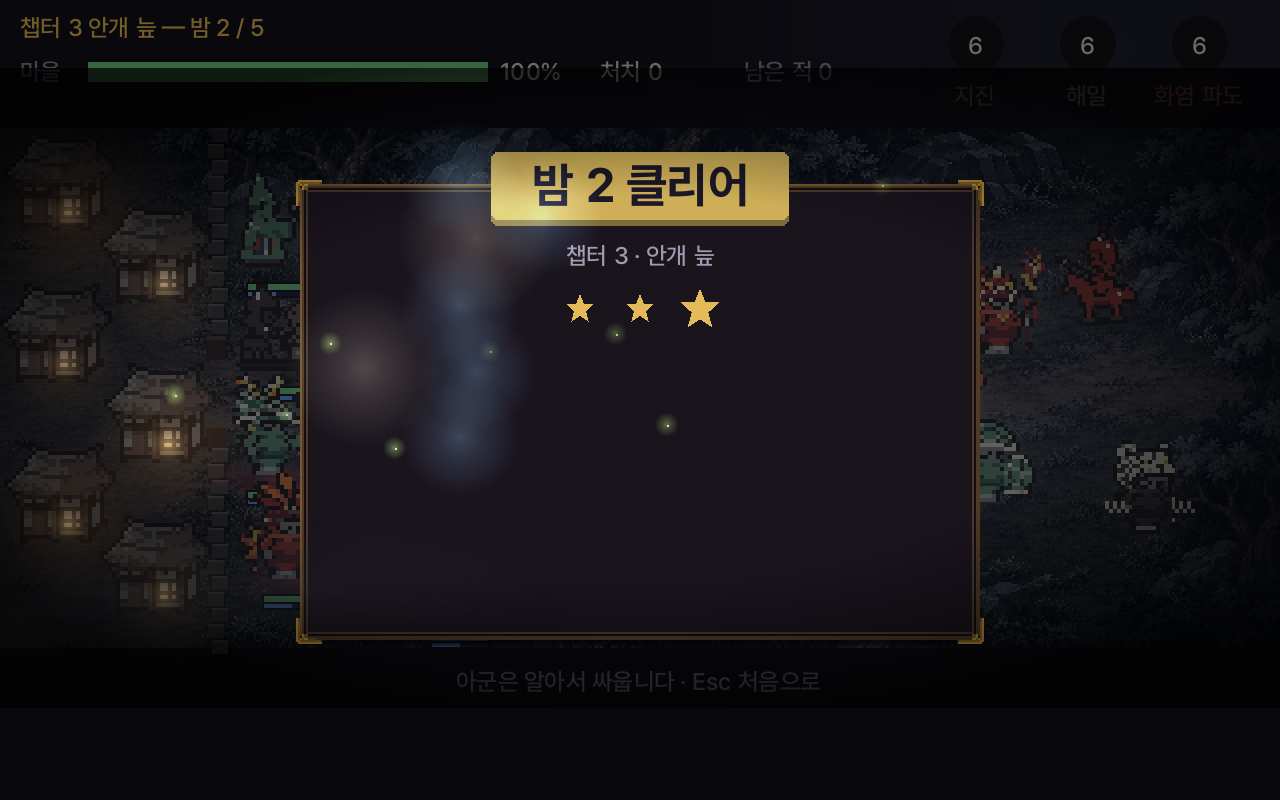 챕터 3 안개 늪 — 밤 2 / 5
마을 100% 처치 0 남은 적 0
6 6 6
지진 해일 화염 파도
밤 2 클리어
챕터 3 · 안개 늪
아군은 알아서 싸웁니다 · Esc 처음으로